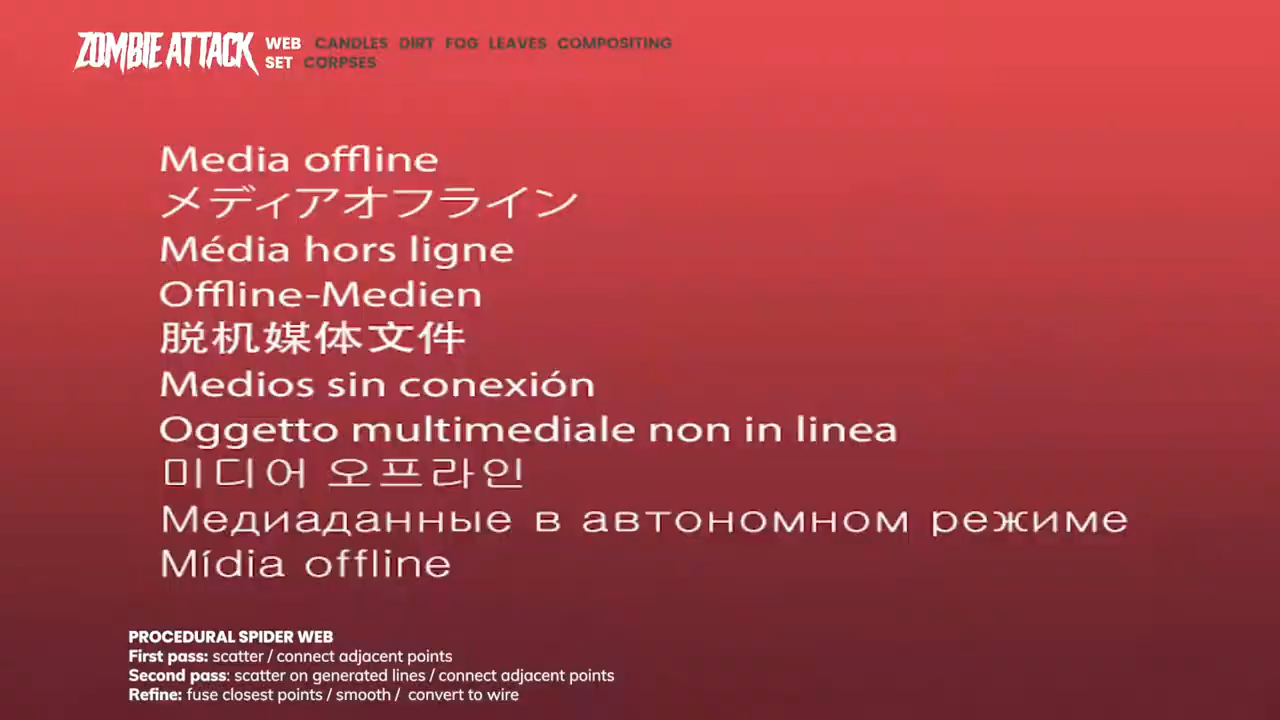 ZOMBIE ATTACK WEB CANDLES DIRT FOG LEAVES COMPOSITING
SET CORPSES
Media offline
メディアオフライン
Média hors ligne
Offline-Medien
脱机媒体文件
Medios sin conexión
Oggetto multimediale non in linea
미디어 오프라인
Медиаданные в автономном режиме
Mídia offline
PROCEDURAL SPIDER WEB
First pass: scatter / connect adjacent points
Second pass: scatter on generated lines / connect adjacent points
Refine: fuse closest points / smooth / convert to wire